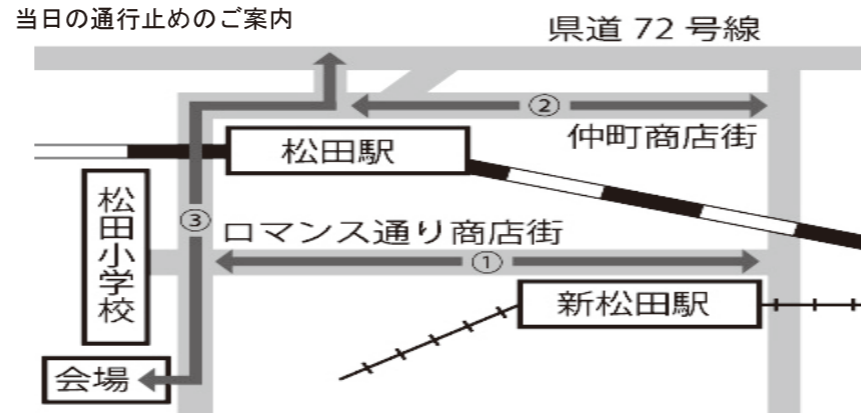 当日の通行止めのご案内
県道 72 号線
②
仲町商店街
松田駅
松田小学校
③
ロマンス通り商店街
①
新松田駅
会場